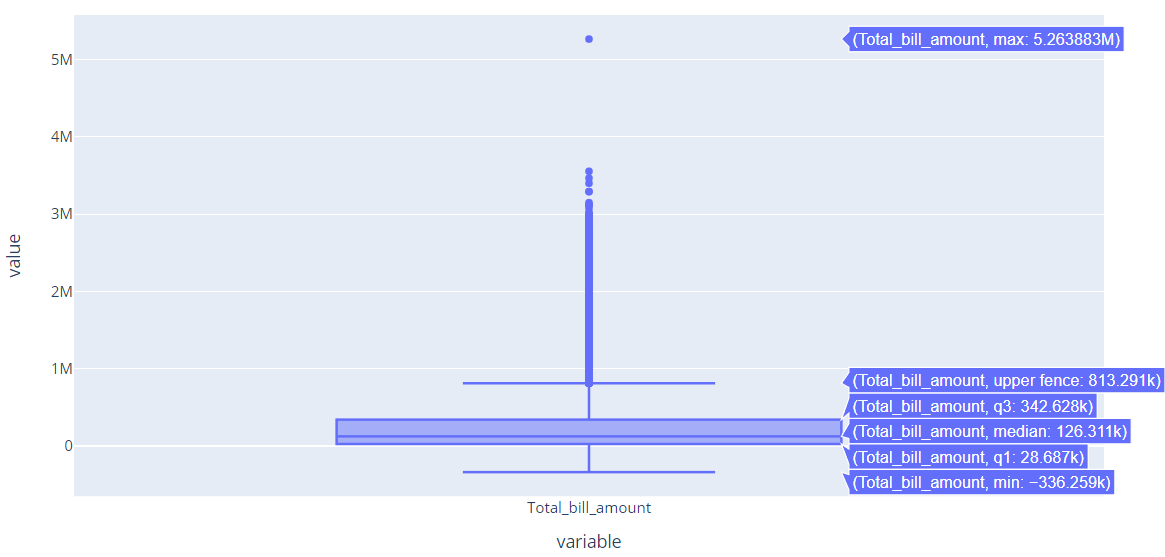 (Total_bill_amount, max: 5.263883M)
5M
4M
3M
2M
1M
0
value
(Total_bill_amount, upper fence: 813.291k)
(Total_bill_amount, q3: 342.628k)
(Total_bill_amount, median: 126.311k)
(Total_bill_amount, q1: 28.687k)
(Total_bill_amount, min: −336.259k)
Total_bill_amount
variable